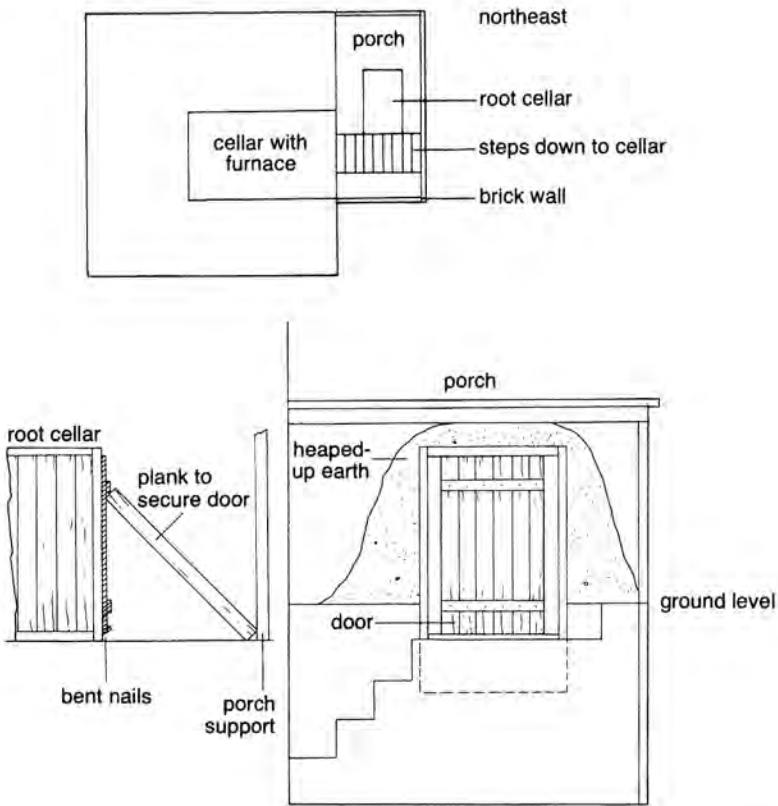 northeast
porch
root cellar
cellar with
furnace
steps down to cellar
brick wall
porch
root cellar
heaped-
up earth
plank to
secure door
ground level
door
bent nails
porch
support